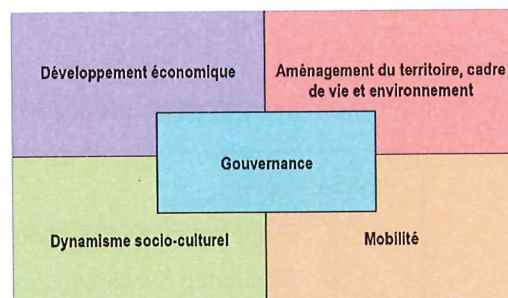 Développement économique
Aménagement du territoire, cadre
de vie et environnement
Gouvernance
Dynamisme socio-culturel
Mobilité